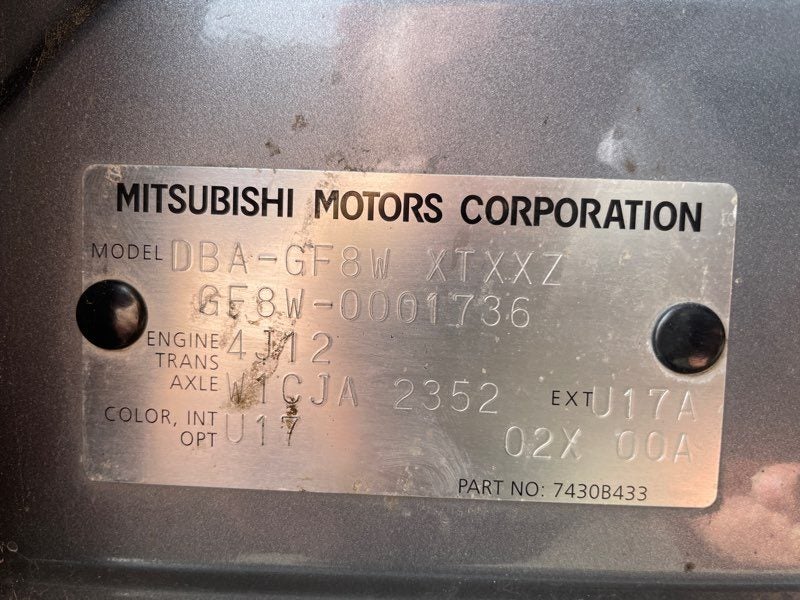 MITSUBISHI MOTORS CORPORATION
MODEL DBA-GF8W XTXXZ
GF8W-0001736
ENGINE 4J12
TRANS
AXLE W1CJA 2352 EXT U17A
COLOR, INT U17
OPT 02X 00A
PART NO: 7430B433